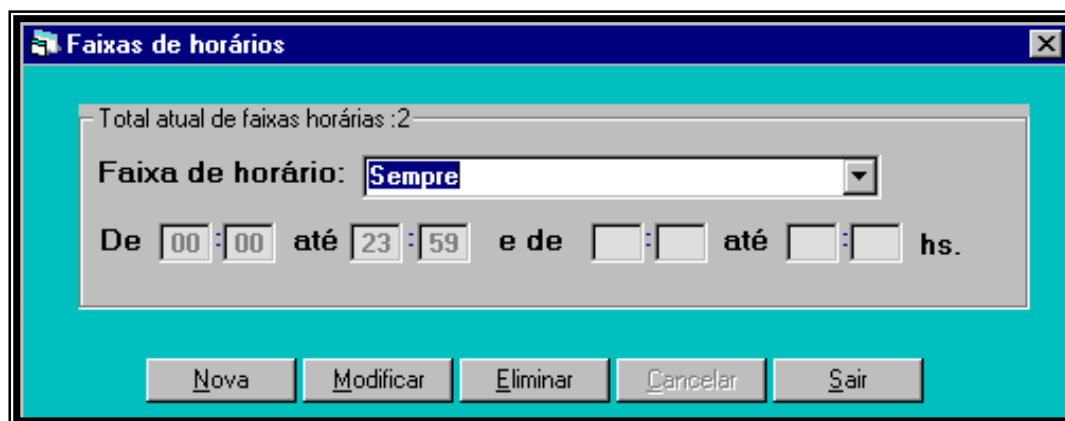 Faixas de horários
Total atual de faixas horárias :2
Faixa de horário: Sempre
De 00 : 00 até 23 : 59 e de : até : hs.
Nova Modificar Eliminar Cancelar Sair